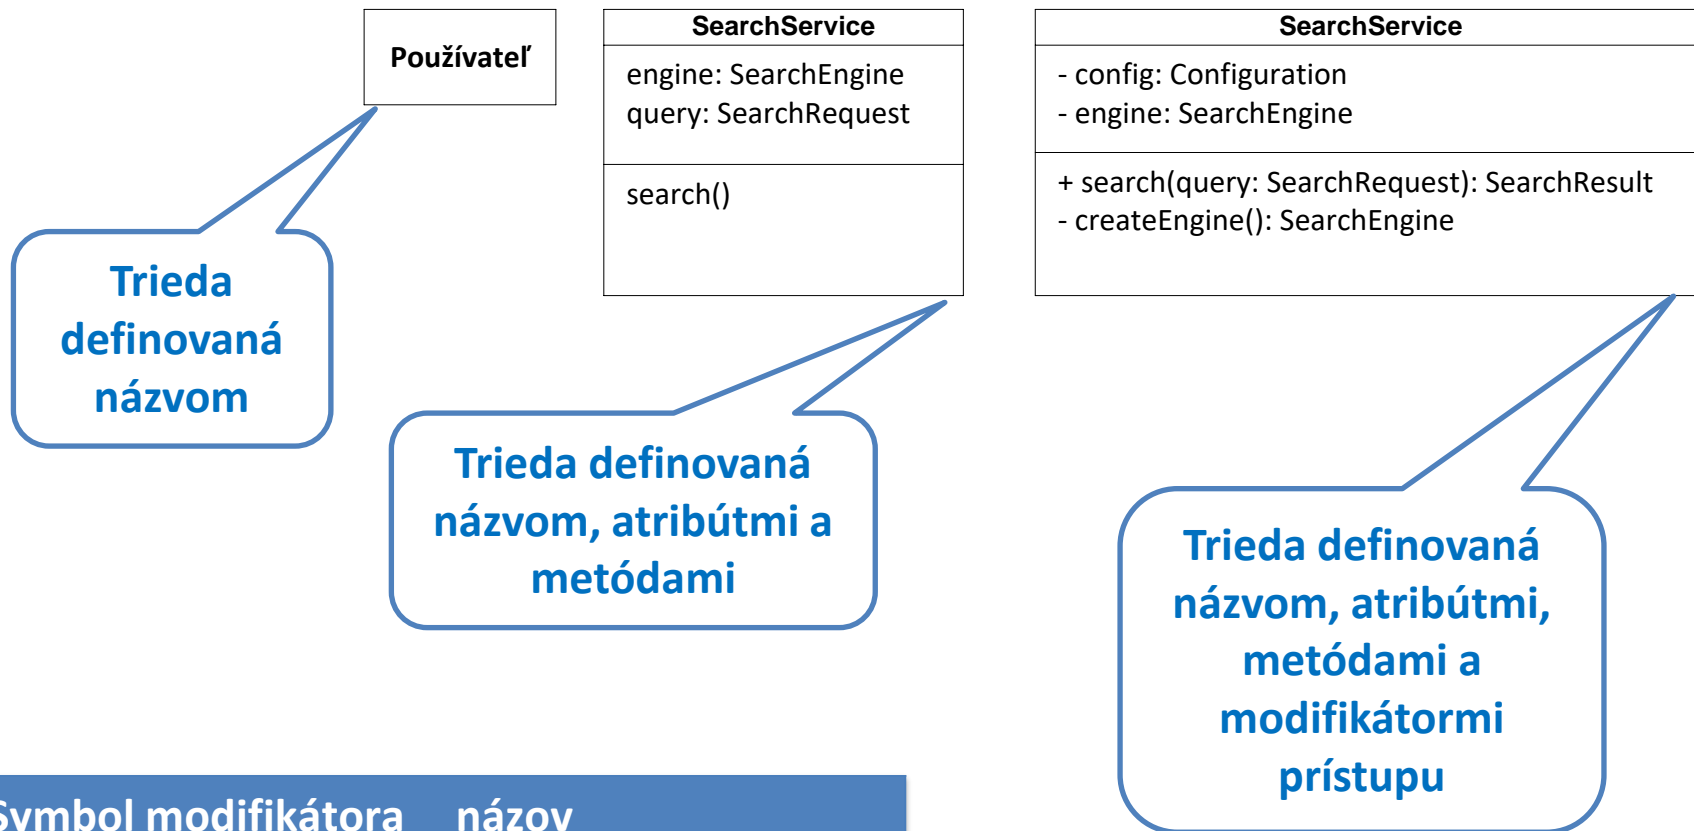 Používateľ
SearchService
engine: SearchEngine
query: SearchRequest
search()
SearchService
- config: Configuration
- engine: SearchEngine
+ search(query: SearchRequest): SearchResult
- createEngine(): SearchEngine
Trieda
definovaná
názvom
Trieda definovaná
názvom, atribútmi a
metódami
Trieda definovaná
názvom, atribútmi,
metódami a
modifikátormi
prístupu
Symbol modifikátora názov